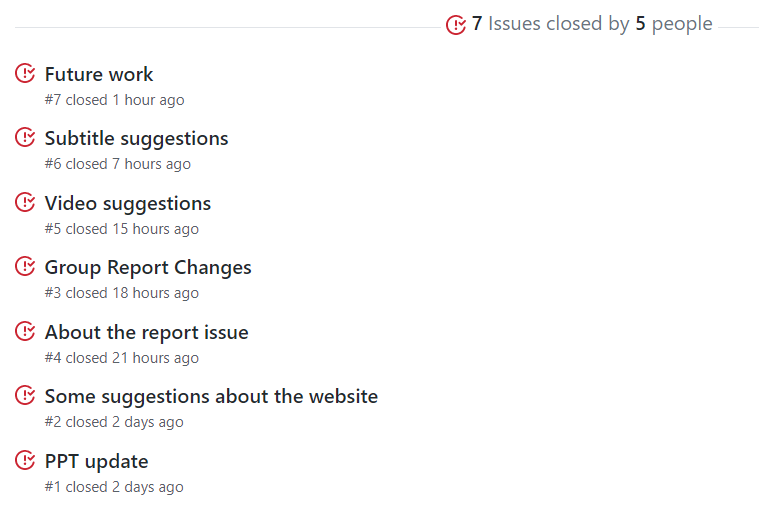 7 Issues closed by 5 people
Future work
#7 closed 1 hour ago
Subtitle suggestions
#6 closed 7 hours ago
Video suggestions
#5 closed 15 hours ago
Group Report Changes
#3 closed 18 hours ago
About the report issue
#4 closed 21 hours ago
Some suggestions about the website
#2 closed 2 days ago
PPT update
#1 closed 2 days ago